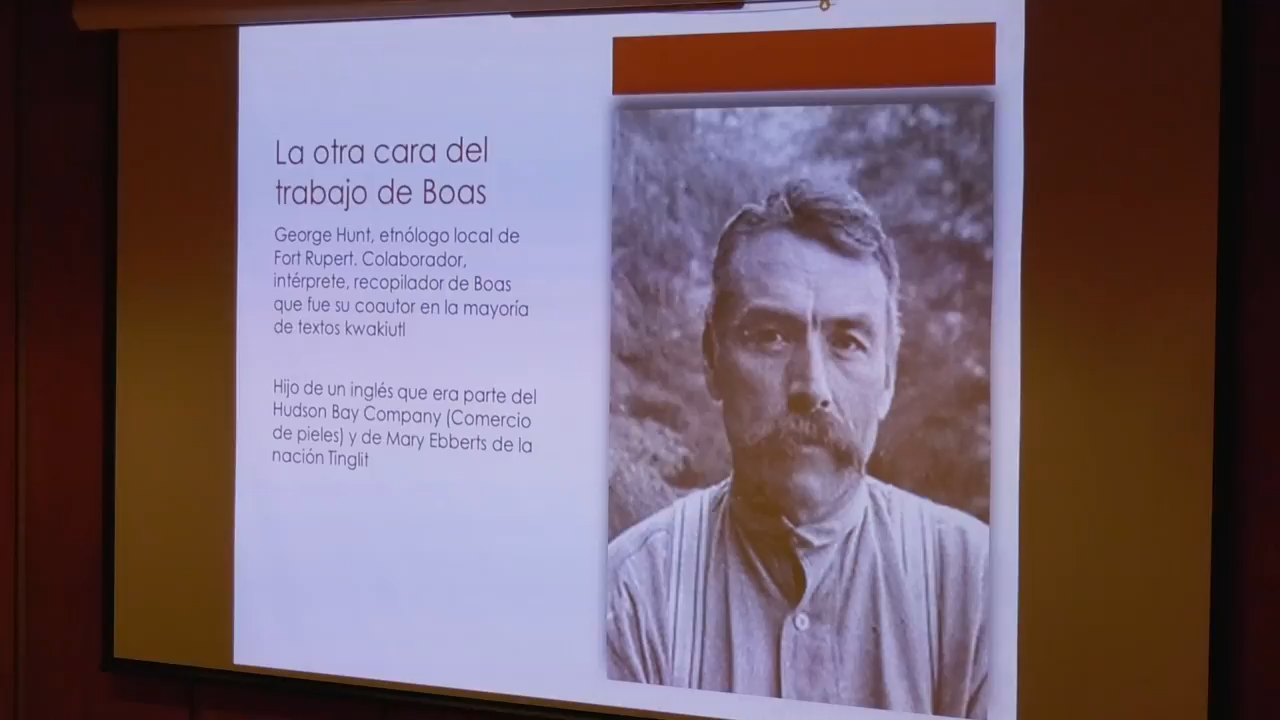 La otra cara del
trabajo de Boas
George Hunt, etnólogo local de
Fort Rupert. Colaborador,
intérprete, recopilador de Boas
que fue su coautor en la mayoría
de textos kwakiutl
Hijo de un inglés que era parte del
Hudson Bay Company (Comercio
de pieles) y de Mary Ebberts de la
nación Tinglit